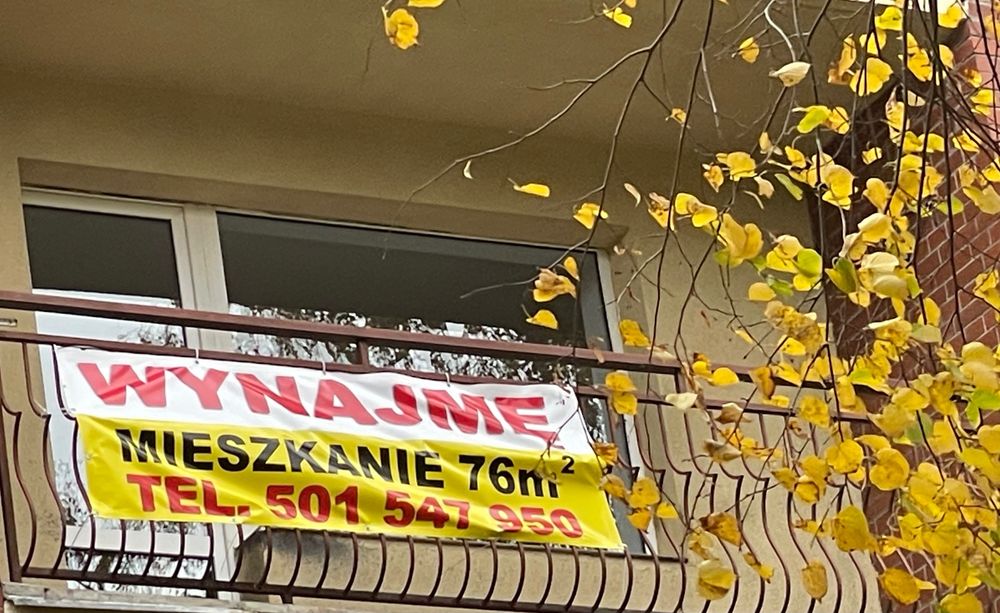 WYNAJMĘ
MIESZKANIE 76m²
TEL. 501 547 950